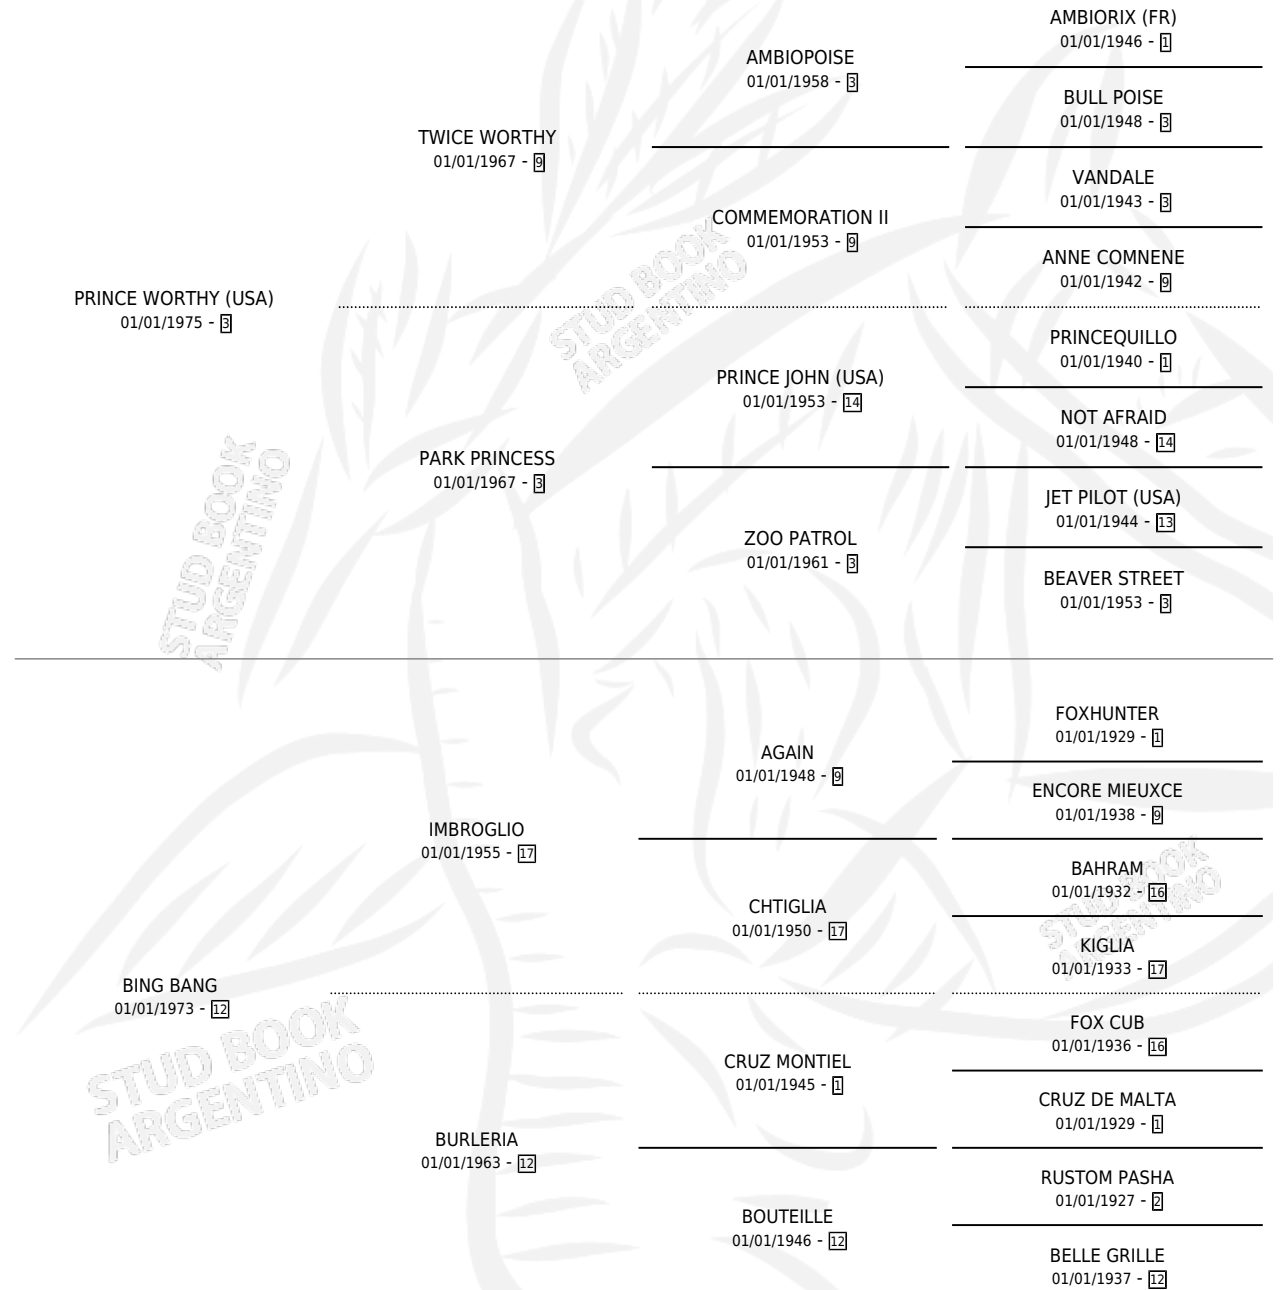 AMBIORIX (FR)
01/01/1946 - 1
AMBIOPOISE
01/01/1958 - 3
BULL POISE
01/01/1948 - 3
TWICE WORTHY
01/01/1967 - 9
VANDALE
01/01/1943 - 3
COMMEMORATION II
01/01/1953 - 9
ANNE COMNENE
01/01/1942 - 9
PRINCE WORTHY (USA)
01/01/1975 - 3
STUD BOOK
ARGENTINO
PRINCEQUILLO
01/01/1940 - 1
PRINCE JOHN (USA)
01/01/1953 - 14
NOT AFRAID
01/01/1948 - 14
PARK PRINCESS
01/01/1967 - 3
JET PILOT (USA)
01/01/1944 - 13
ZOO PATROL
01/01/1961 - 3
BEAVER STREET
01/01/1953 - 3
STUD BOOK
ARGENTINO
FOXHUNTER
01/01/1929 - 1
AGAIN
01/01/1948 - 9
ENCORE MIEUXCE
01/01/1938 - 9
IMBROGLIO
01/01/1955 - 17
BAHRAM
01/01/1932 - 16
CHTIGLIA
01/01/1950 - 17
STUD BOOK
ARGENTINO
KIGLIA
01/01/1933 - 17
BING BANG
01/01/1973 - 12
FOX CUB
01/01/1936 - 16
CRUZ MONTIEL
01/01/1945 - 1
CRUZ DE MALTA
01/01/1929 - 1
STUD BOOK
ARGENTINO
BURLERIA
01/01/1963 - 12
RUSTOM PASHA
01/01/1927 - 2
BOUTEILLE
01/01/1946 - 12
BELLE GRILLE
01/01/1937 - 12